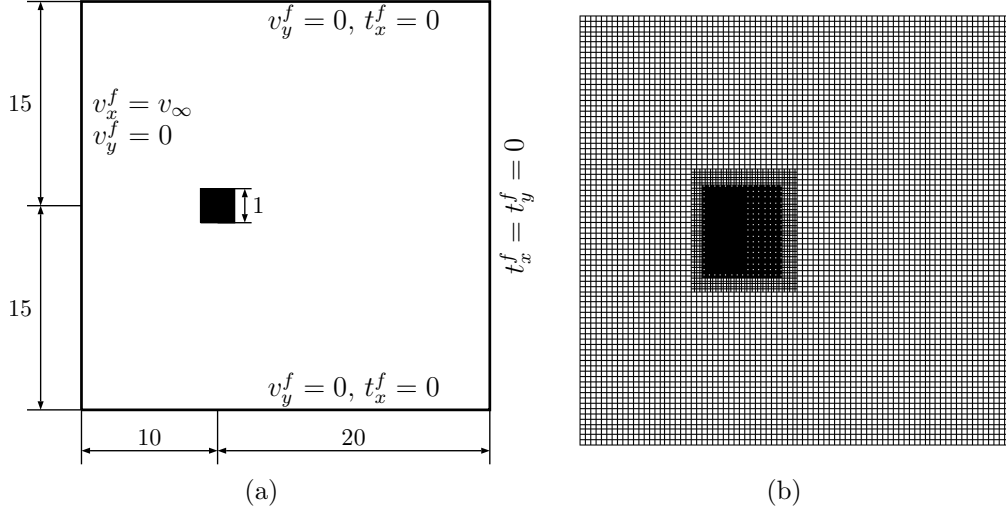 v_y^f = 0, t_x^f = 0
15
v_x^f = v_∞
v_y^f = 0
1
t_x^f = t_y^f = 0
15
v_y^f = 0, t_x^f = 0
10
20
(a)
(b)